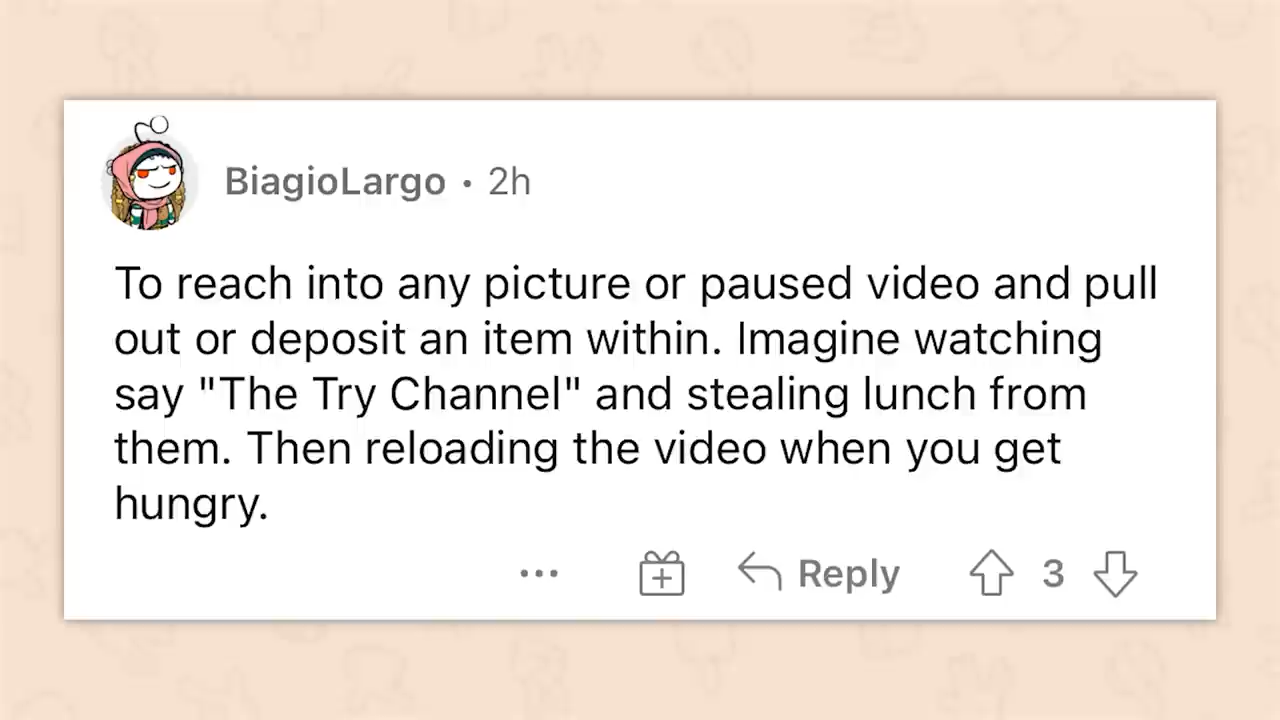 BiagioLargo · 2h
To reach into any picture or paused video and pull
out or deposit an item within. Imagine watching
say "The Try Channel" and stealing lunch from
them. Then reloading the video when you get
hungry.
... Reply 3